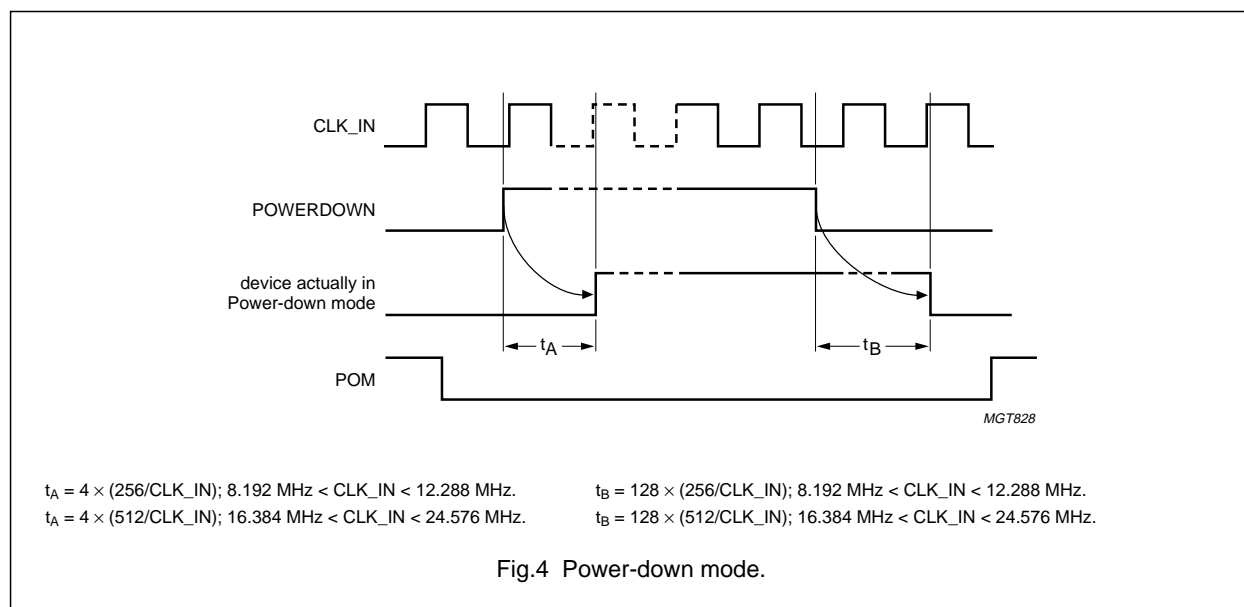 CLK_IN
POWERDOWN
device actually in
Power-down mode
tA
tB
POM
MGT828
tA = 4 × (256/CLK_IN); 8.192 MHz < CLK_IN < 12.288 MHz.
tA = 4 × (512/CLK_IN); 16.384 MHz < CLK_IN < 24.576 MHz.
tB = 128 × (256/CLK_IN); 8.192 MHz < CLK_IN < 12.288 MHz.
tB = 128 × (512/CLK_IN); 16.384 MHz < CLK_IN < 24.576 MHz.
Fig.4 Power-down mode.